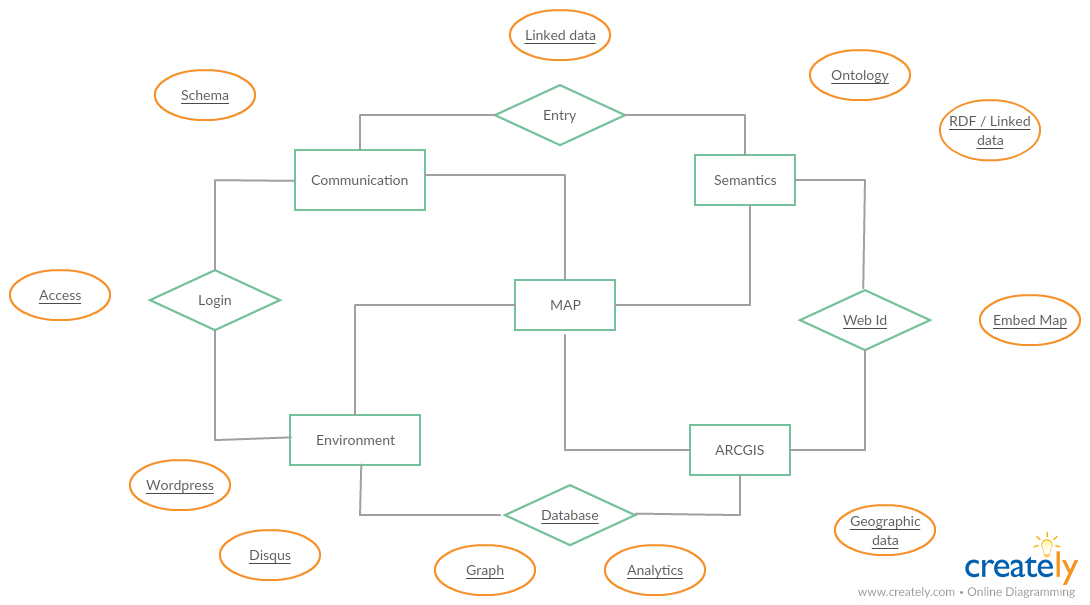 Linked data
Ontology
Schema
Entry
RDF / Linked
data
Communication
Semantics
Access
Login
MAP
Web Id
Embed Map
Environment
ARCGIS
Wordpress
Database
Geographic
data
Disqus
Graph
Analytics
creately
www.creately.com • Online Diagramming